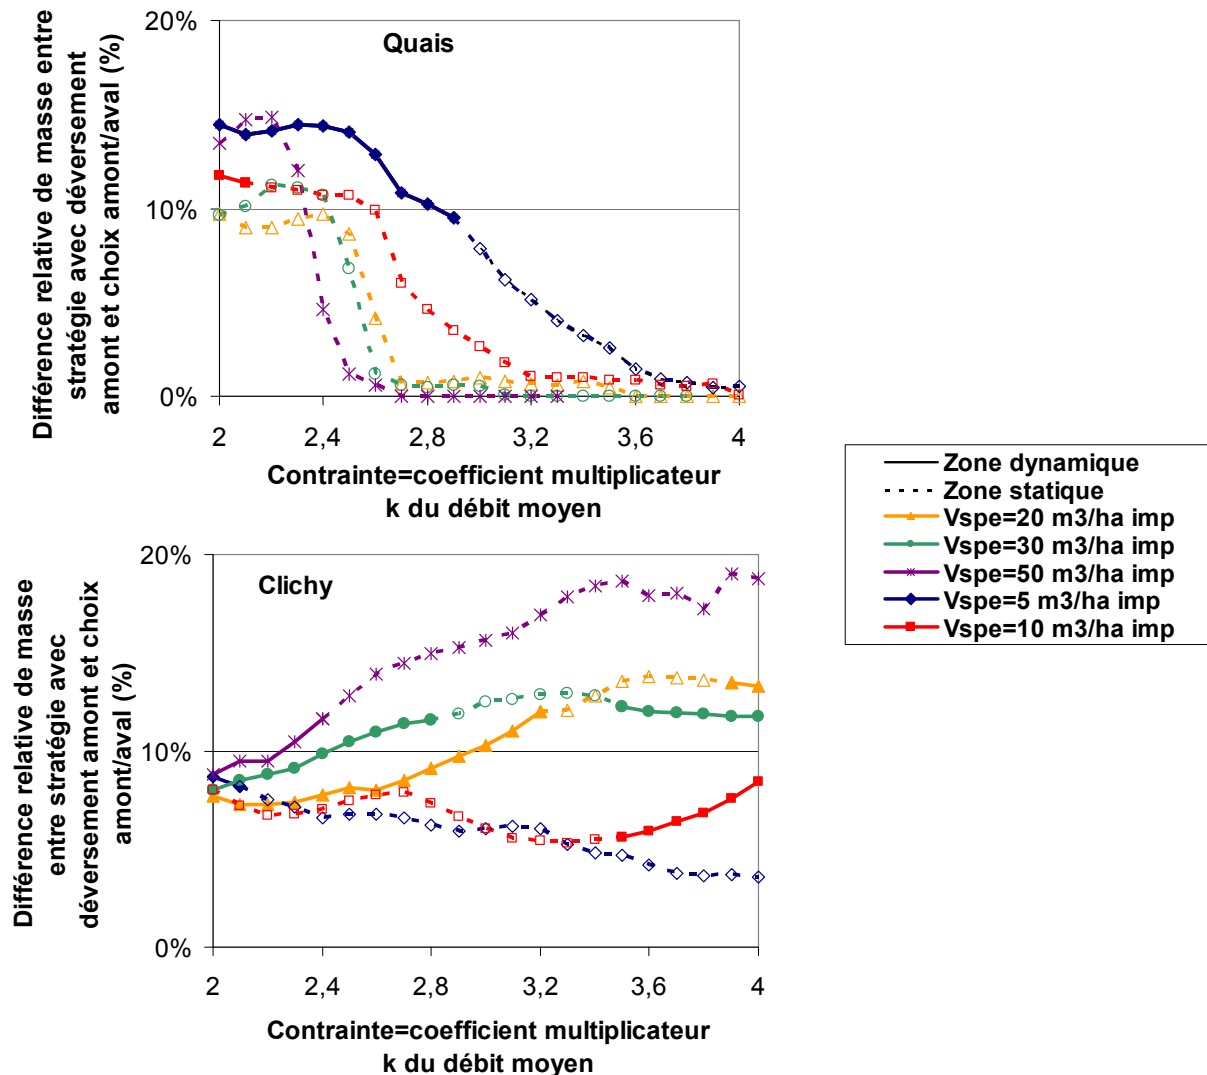 Différence relative de masse entre
stratégie avec déversement
amont et choix amont/aval (%)
20%
10%
0%
Quais
2
2,4
2,8
3,2
3,6
4
Contrainte=coefficient multiplicateur
k du débit moyen
Zone dynamique
Zone statique
Vspe=20 m3/ha imp
Vspe=30 m3/ha imp
Vspe=50 m3/ha imp
Vspe=5 m3/ha imp
Vspe=10 m3/ha imp
Différence relative de masse
entre stratégie avec
déversement amont et choix
amont/aval (%)
20%
10%
0%
Clichy
2
2,4
2,8
3,2
3,6
4
Contrainte=coefficient multiplicateur
k du débit moyen